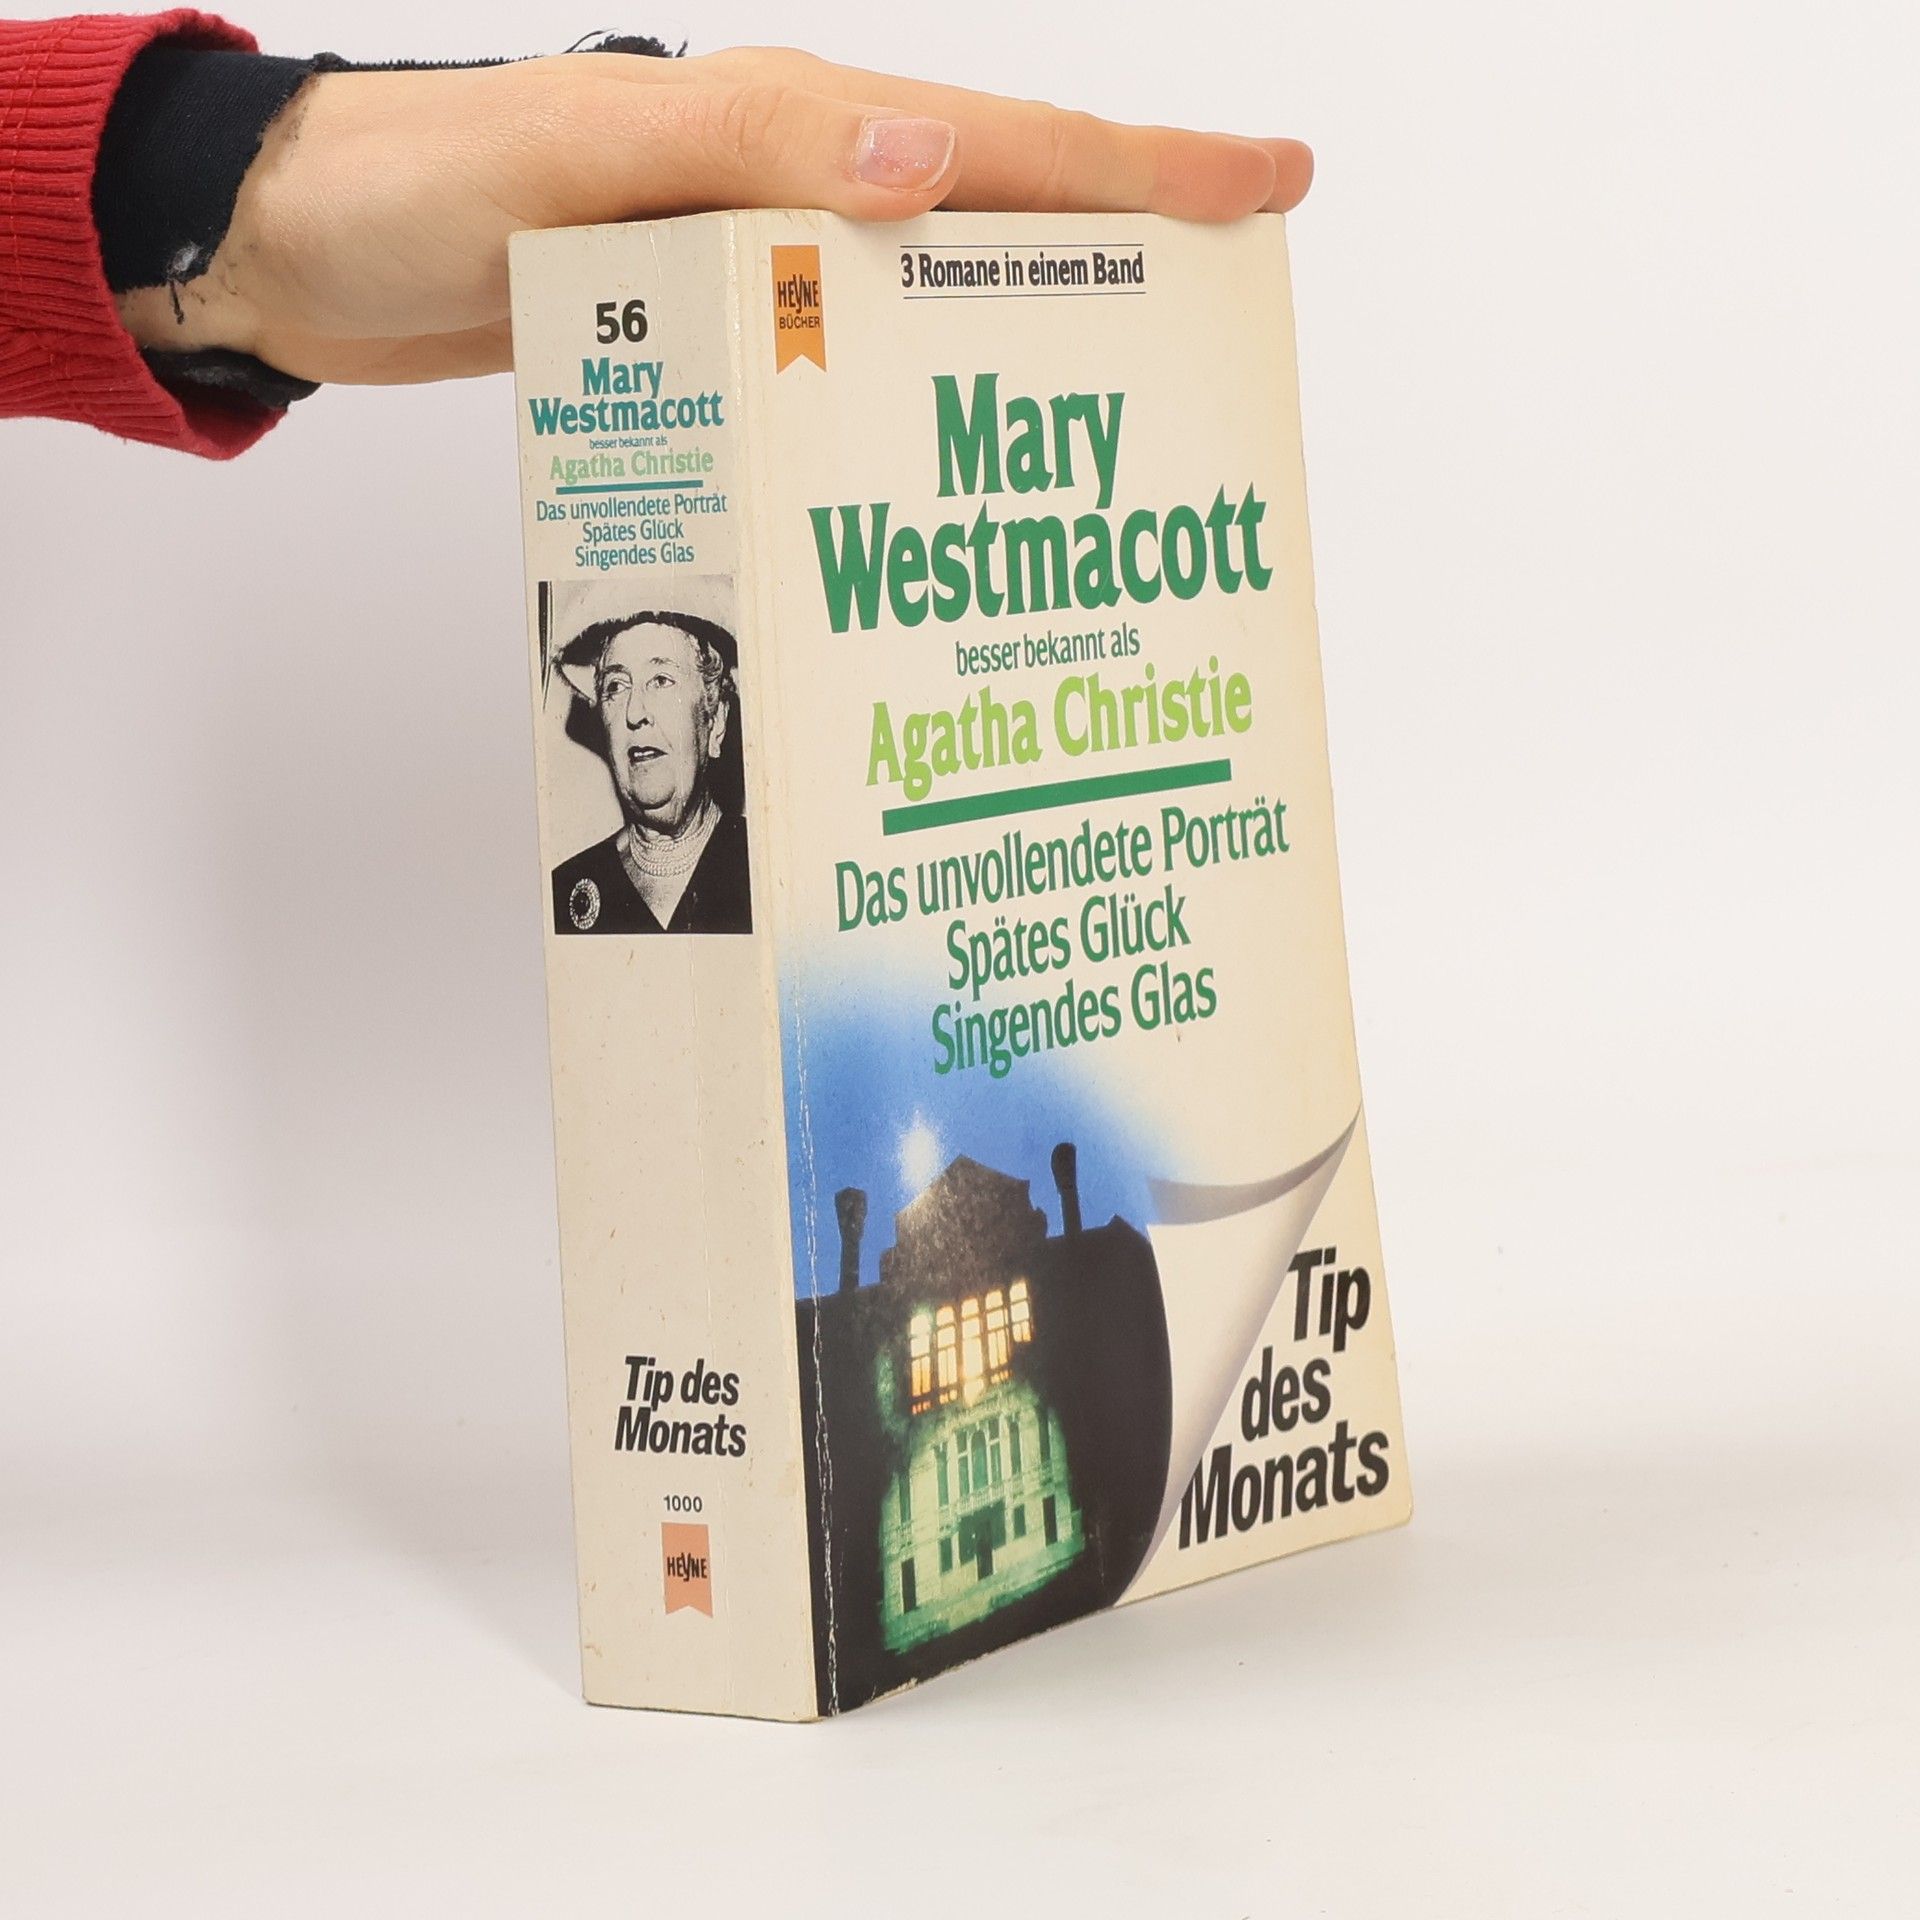 56
Mary
Westmacott
besser bekannt als
Agatha Christie
Das unvollendete Porträt
Spätes Glück
Singendes Glas
Tip des
Monats
1000
HEYNE
HEYNE
BÜCHER
3 Romane in einem Band
Mary
Westmacott
besser bekannt als
Agatha Christie
Das unvollendete Porträt
Spätes Glück
Singendes Glas
Tip
des
Monats